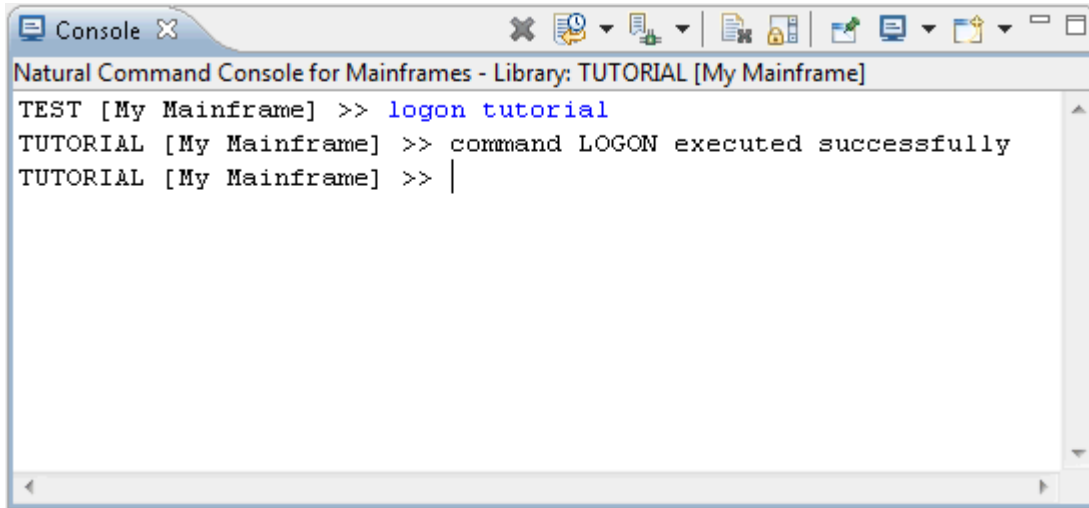 Console
Natural Command Console for Mainframes - Library: TUTORIAL [My Mainframe]
TEST [My Mainframe] >> logon tutorial
TUTORIAL [My Mainframe] >> command LOGON executed successfully
TUTORIAL [My Mainframe] >>